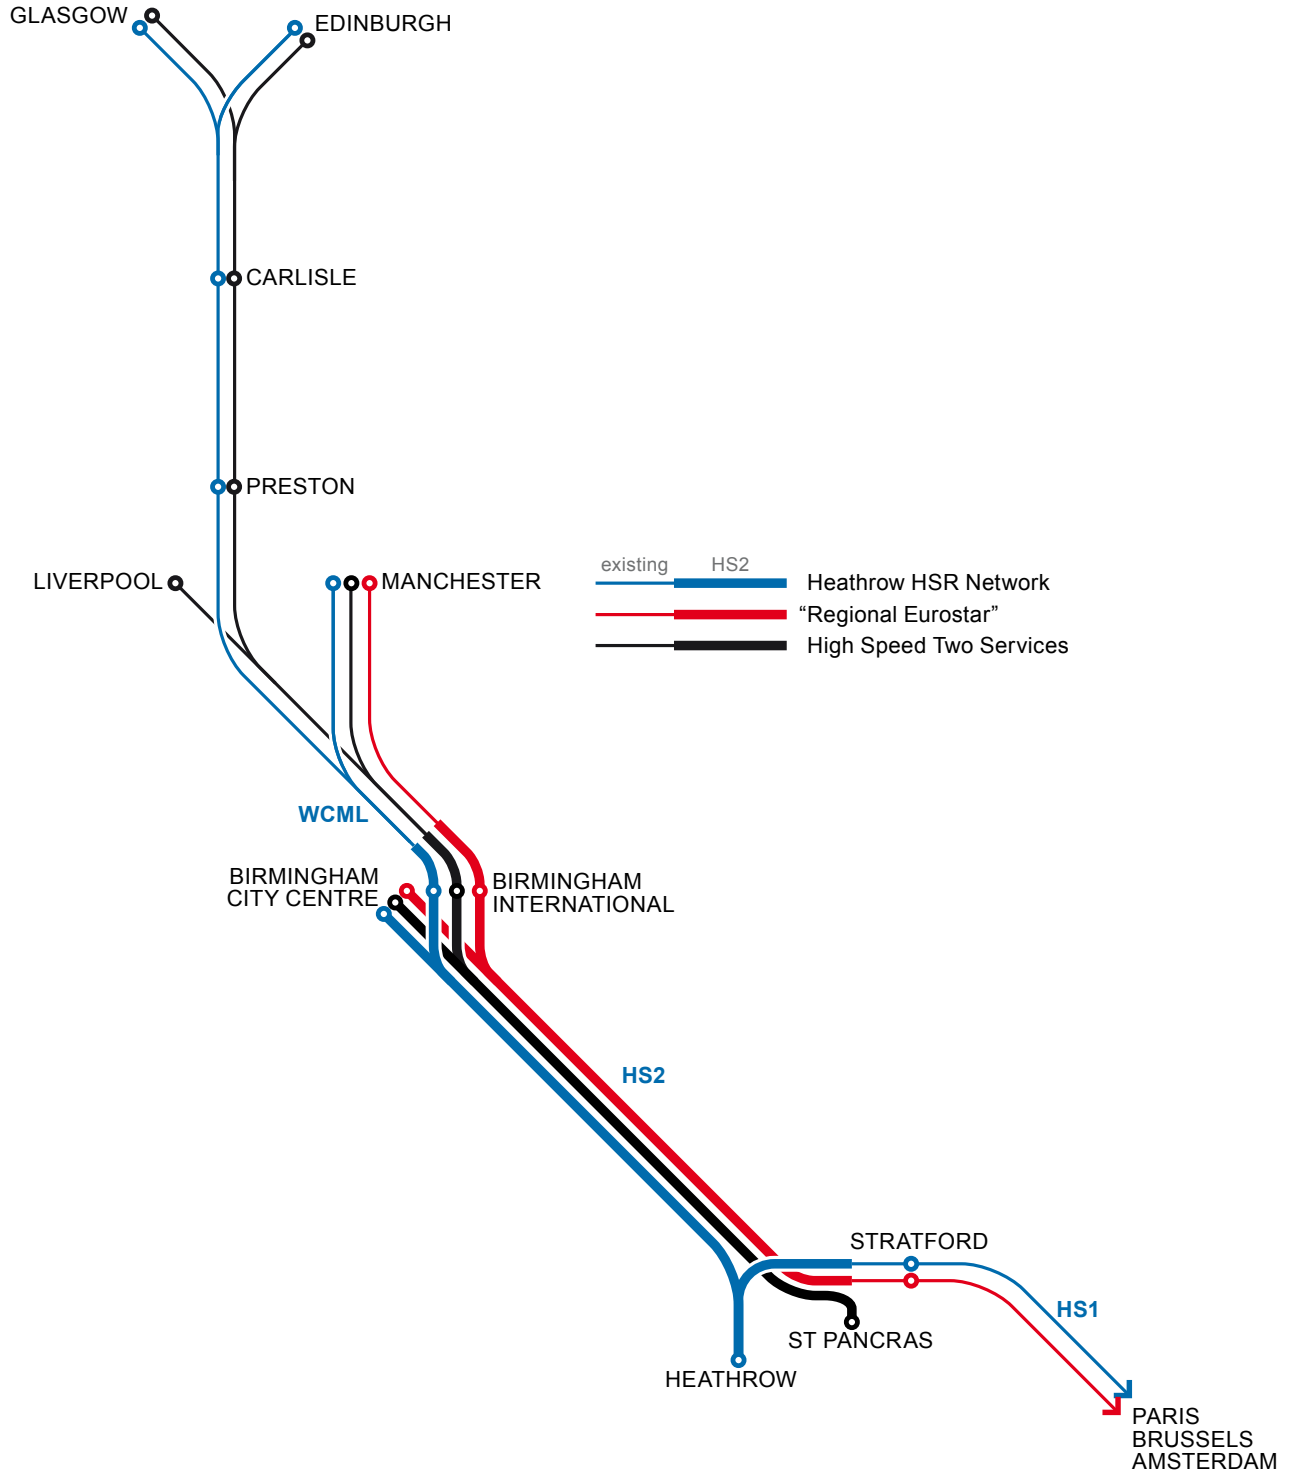 GLASGOW
EDINBURGH
CARLISLE
PRESTON
existing HS2
LIVERPOOL
MANCHESTER
Heathrow HSR Network
“Regional Eurostar”
High Speed Two Services
WCML
BIRMINGHAM
CITY CENTRE
BIRMINGHAM
INTERNATIONAL
HS2
STRATFORD
HS1
ST PANCRAS
HEATHROW
PARIS
BRUSSELS
AMSTERDAM